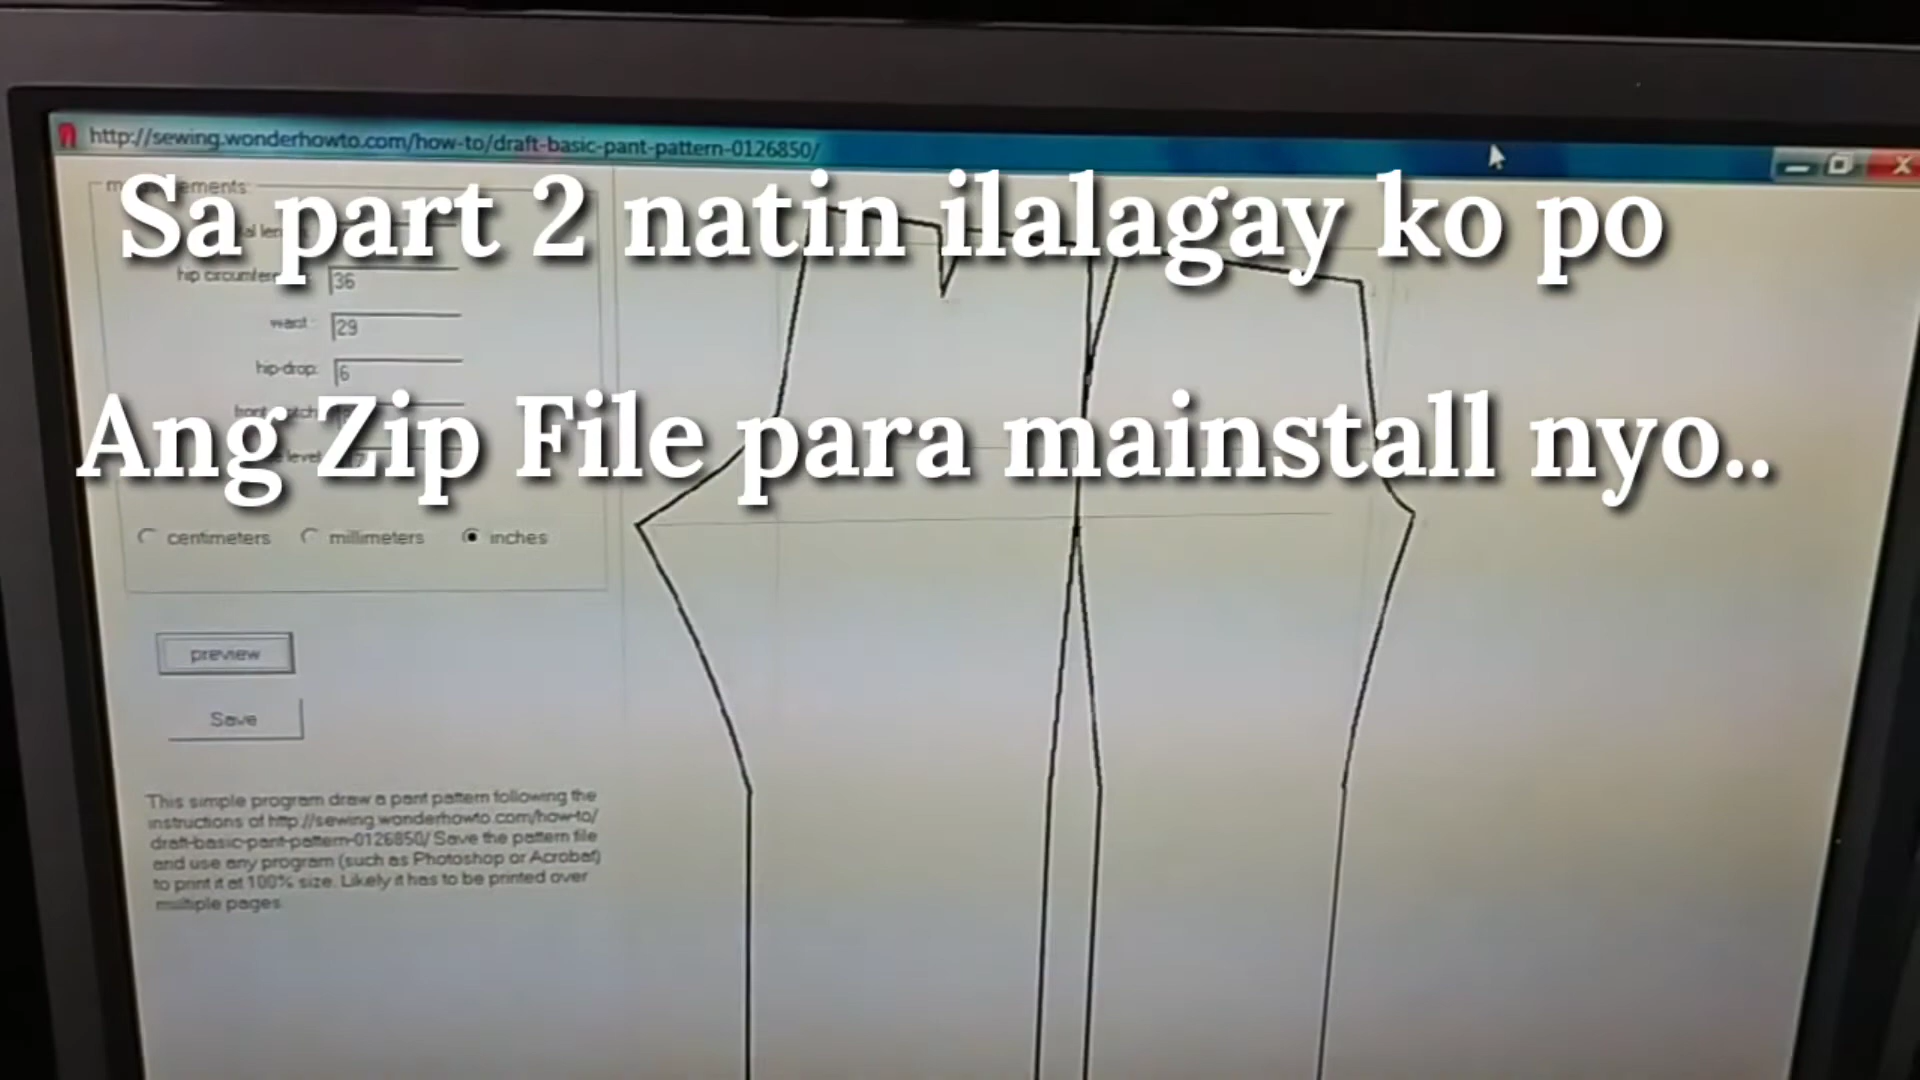 http://sewing.wonderhowto.com/how-to/draft-basic-pant-pattern-0126850/
Sa part 2 natin ilalagay ko po
hip
36
29
hip-drop:
6
Ang Zip File para mainstall nyo..
level
centimeters millimeters inches
preview
Save
This simple program draw a pant pattern following the
instructions of http://sewing.wonderhowto.com/how-to/
draft-basic-pant-pattern-0126850/ Save the pattern file
and use any program (such as Photoshop or Acrobat)
to print it at 100% size. Likely it has to be printed over
multiple pages